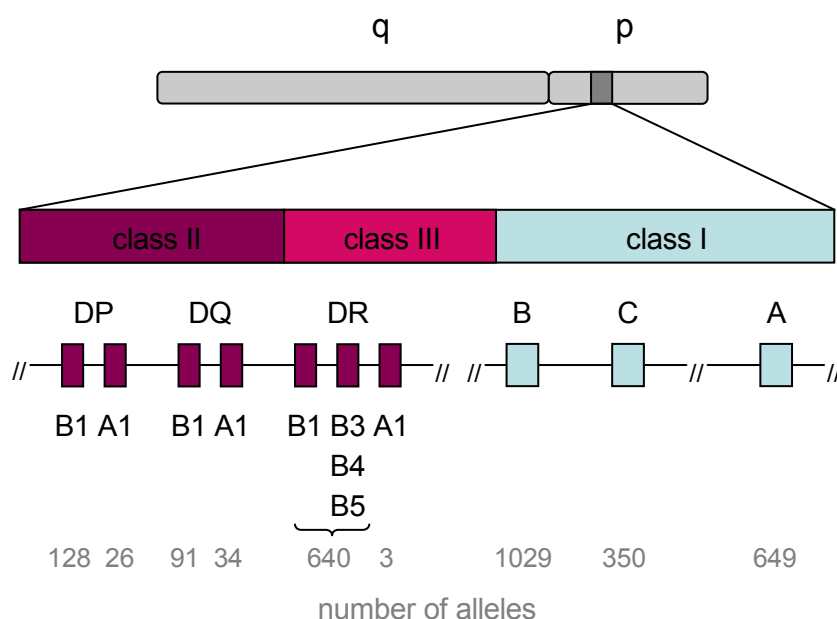 q p
class II class III class I
DP DQ DR B C A
// // // // //
B1 A1 B1 A1 B1 B3 A1
B4
B5
128 26 91 34 640 3 1029 350 649
number of alleles